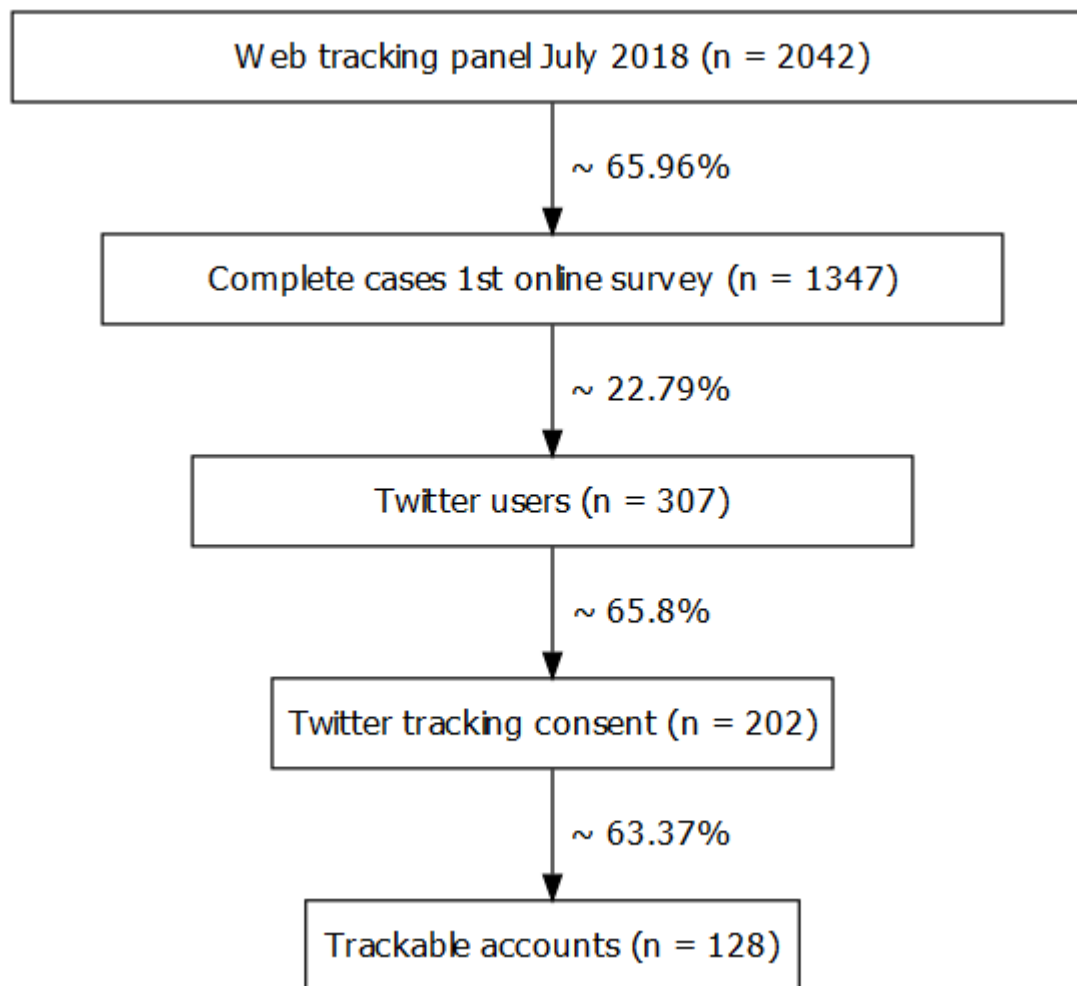 Web tracking panel July 2018 (n = 2042)
~ 65.96%
Complete cases 1st online survey (n = 1347)
~ 22.79%
Twitter users (n = 307)
~ 65.8%
Twitter tracking consent (n = 202)
~ 63.37%
Trackable accounts (n = 128)